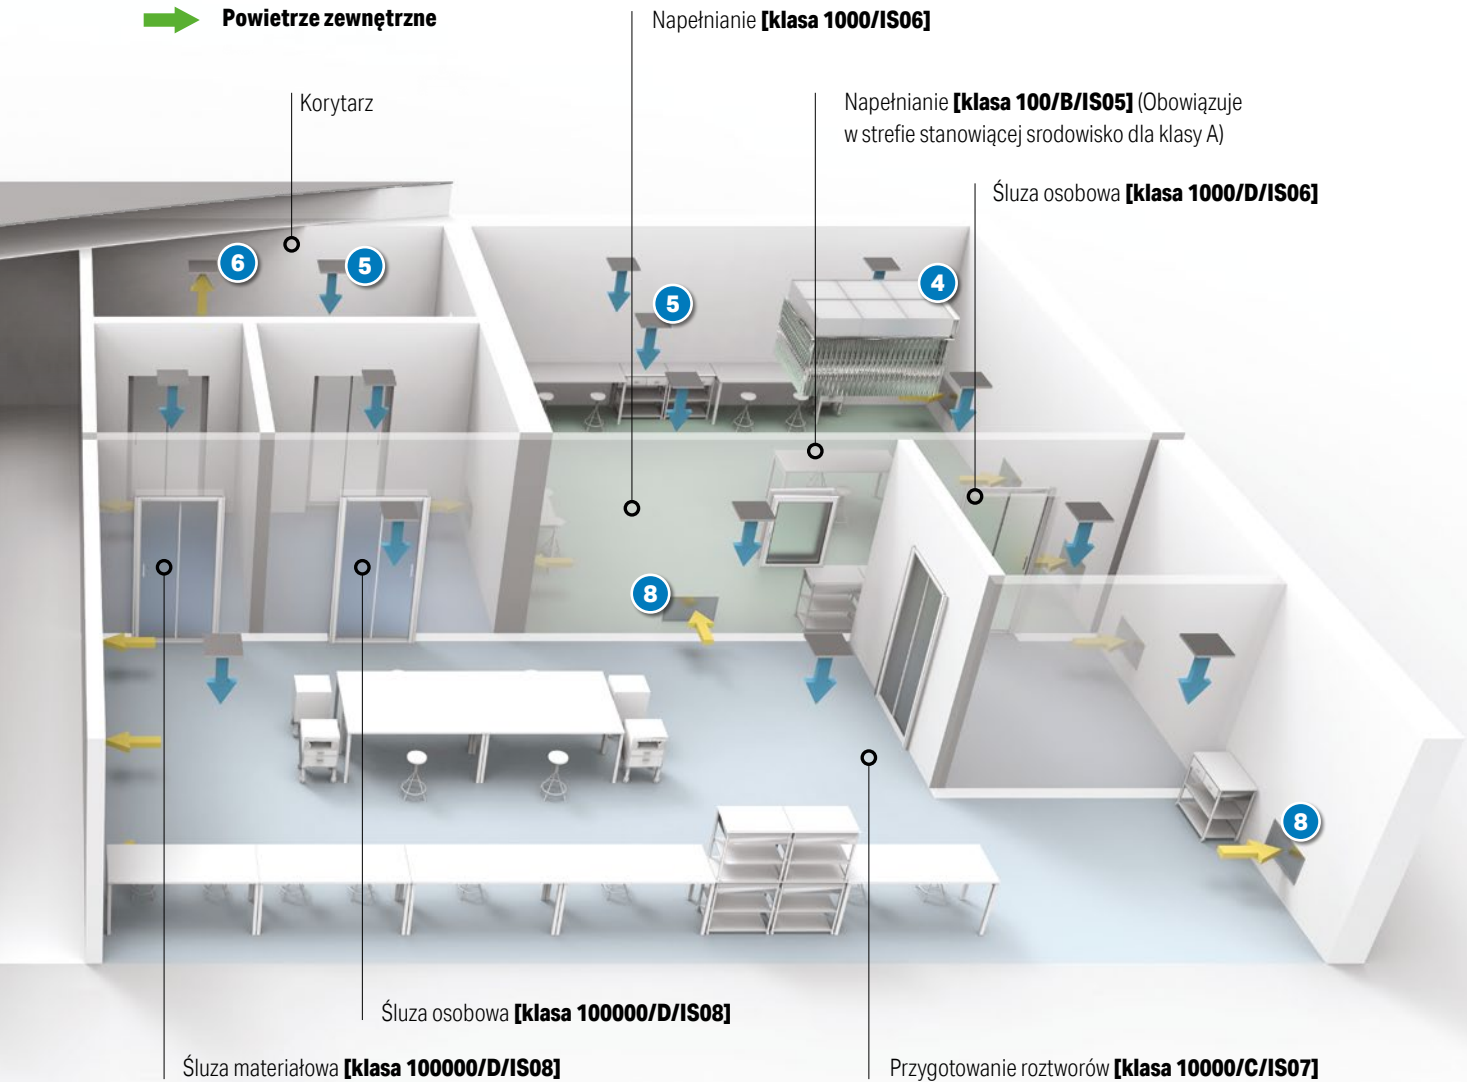 Powietrze zewnętrzne
Napełnianie [klasa 1000/IS06]
Korytarz
Napełnianie [klasa 100/B/IS05] (Obowiązuje
w strefie stanowiącej srodowisko dla klasy A)
Śluza osobowa [klasa 1000/D/IS06]
6
5
5
4
8
8
Śluza osobowa [klasa 100000/D/IS08]
Śluza materiałowa [klasa 100000/D/IS08]
Przygotowanie roztworów [klasa 10000/C/IS07]